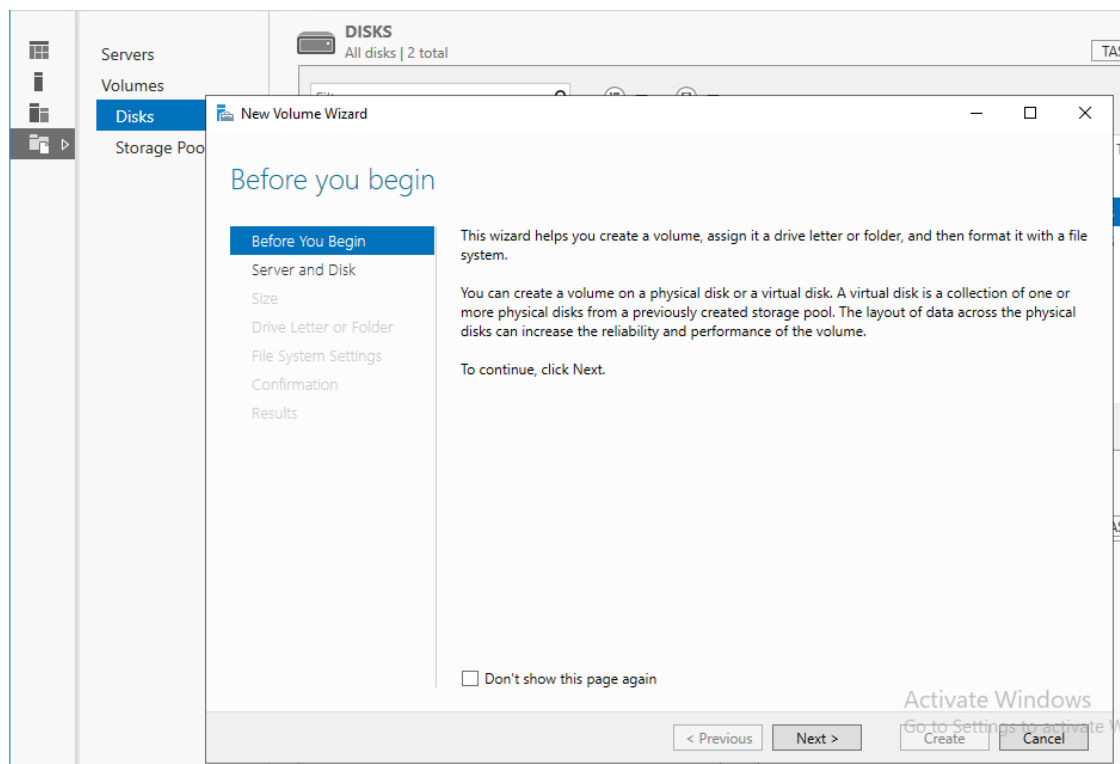 DISKS
All disks | 2 total
Servers
Volumes
Disks
Storage Poo
New Volume Wizard
Before you begin
Before You Begin
Server and Disk
Size
Drive Letter or Folder
File System Settings
Confirmation
Results
This wizard helps you create a volume, assign it a drive letter or folder, and then format it with a file
system.
You can create a volume on a physical disk or a virtual disk. A virtual disk is a collection of one or
more physical disks from a previously created storage pool. The layout of data across the physical
disks can increase the reliability and performance of the volume.
To continue, click Next.
Don't show this page again
Activate Windows
Go to Settings to activate W
< Previous
Next >
Create
Cancel